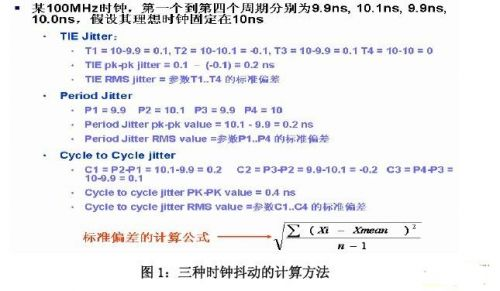 某100MHz时钟，第一个到第四个周期分别为9.9ns, 10.1ns, 9.9ns,
10.0ns，假设其理想时钟固定在10ns
TIE Jitter：
T1 = 10-9.9 = 0.1, T2 = 10-10.1 = -0.1, T3 = 10-9.9 = 0.1 T4 = 10-10 = 0
TIE pk-pk jitter = 0.1 – (-0.1) = 0.2 ns
TIE RMS jitter = 参数T1..T4 的标准偏差
Period Jitter
P1 = 9.9 P2 = 10.1 P3 = 9.9 P4 = 10
Period Jitter pk-pk value = 10.1 - 9.9 = 0.2 ns
Period Jitter RMS value =参数P1..P4 的标准偏差
Cycle to Cycle jitter
C1 = P2-P1 = 10.1-9.9 = 0.2 C2 = P3-P2 = 9.9-10.1 = -0.2 C3 = P4-P3 =
10-9.9 = 0.1
Cycle to cycle jitter PK-PK value = 0.4 ns
Cycle to cycle jitter RMS value =参数C1..C4 的标准偏差
标准偏差的计算公式 √(∑ (Xi − Xmean)² / (n − 1))
图 1：三种时钟抖动的计算方法